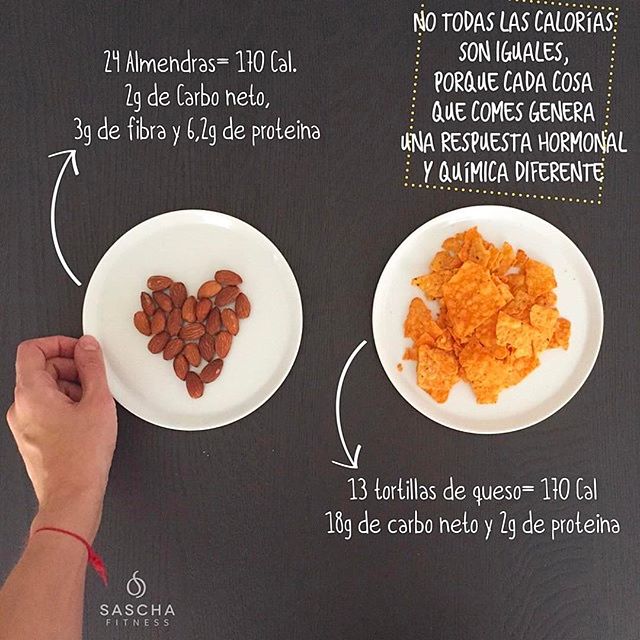 24 Almendras= 170 Cal.
2g de Carbo neto,
3g de fibra y 6,2g de proteina
NO TODAS LAS CALORÍAS
SON IGUALES,
PORQUE CADA COSA
QUE COMES GENERA
UNA RESPUESTA HORMONAL
Y QUÍMICA DIFERENTE
13 tortillas de queso= 170 Cal
18g de carbo neto y 2g de proteina
SASCHA
FITNESS